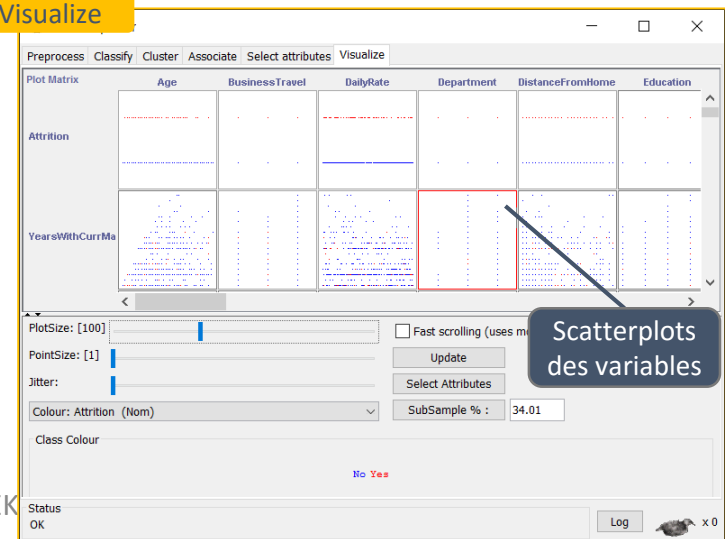 Visualize
Preprocess Classify Cluster Associate Select attributes Visualize
Plot Matrix Age BusinessTravel DailyRate Department DistanceFromHome Education
Attrition
YearsWithCurrMa
PlotSize: [100]
Fast scrolling (uses m
PointSize: [1]
Update
Jitter:
Select Attributes
Colour: Attrition (Nom)
SubSample % : 34.01
Scatterplots
des variables
Class Colour
No Yes
Status
OK
Log
x 0